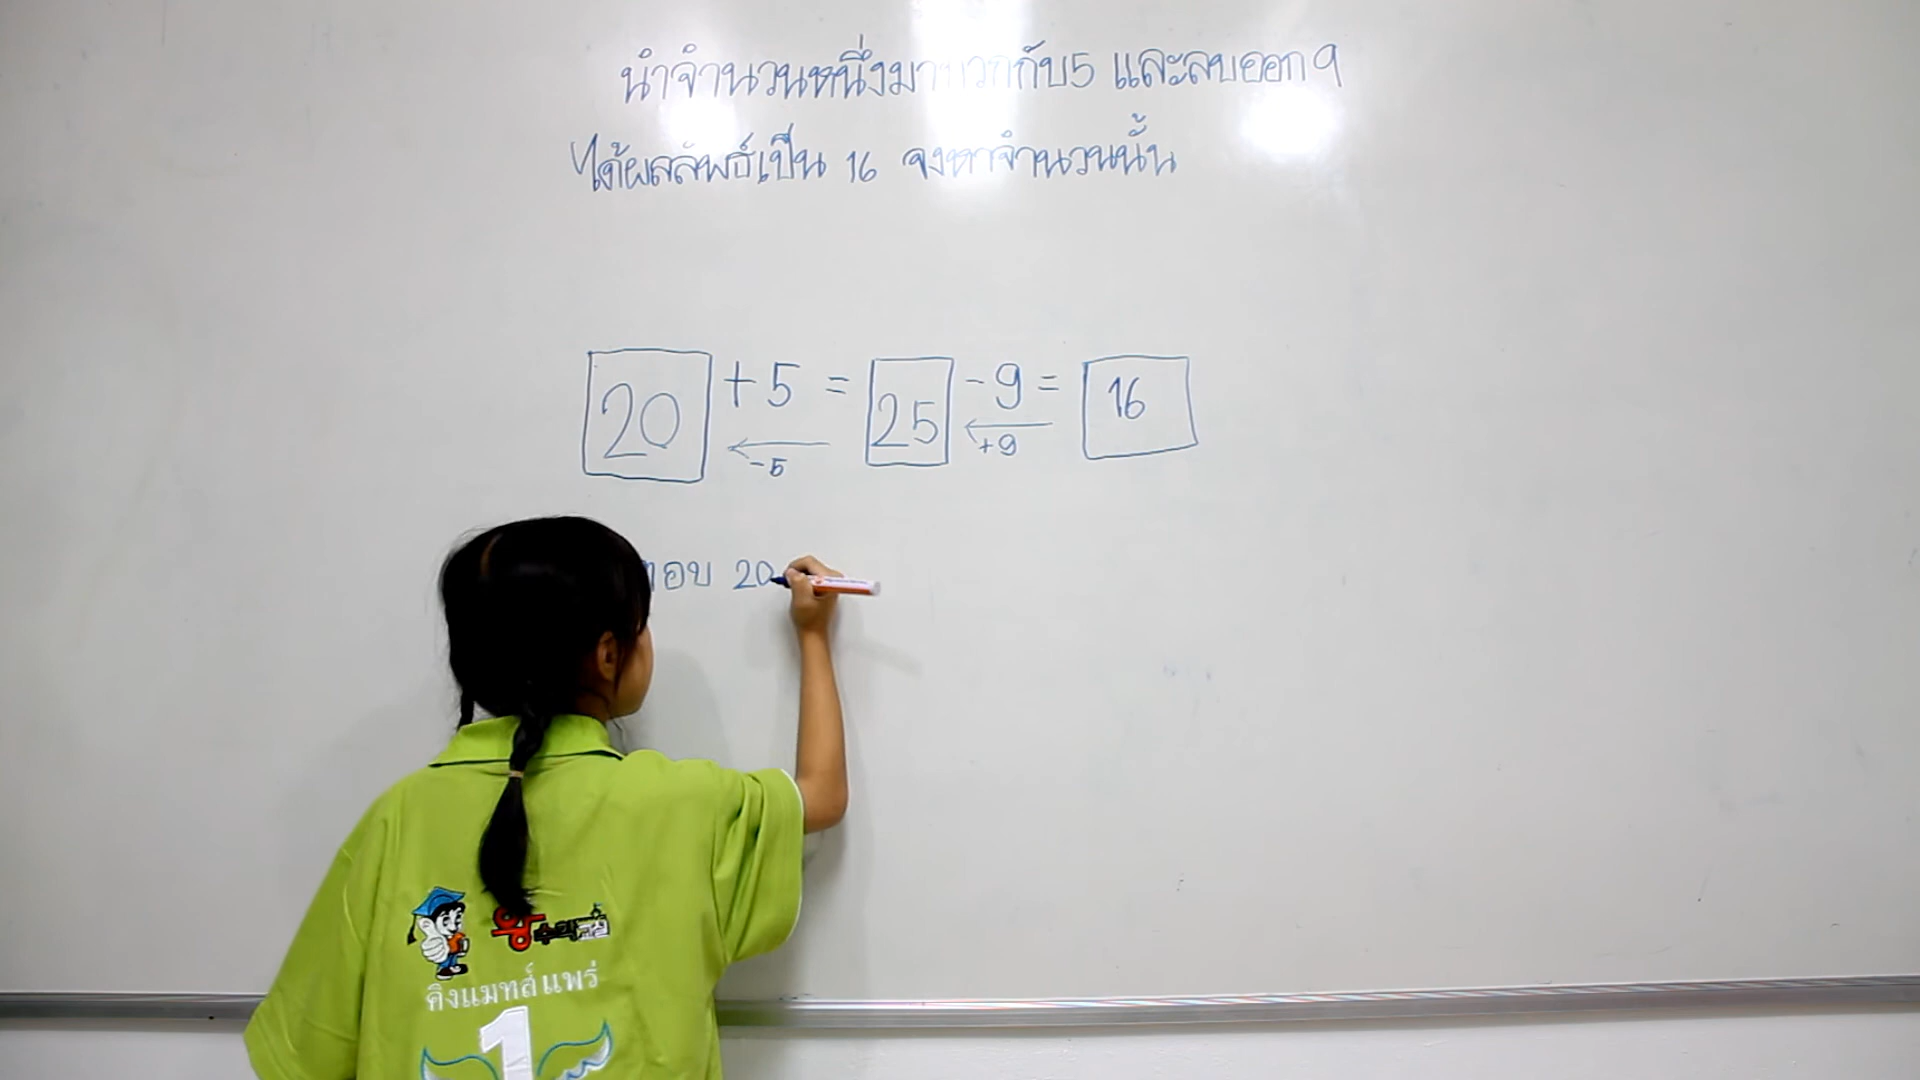 นำจำนวนหนึ่งมาบวกกับ5 และลบออก 9
ได้ผลลัพธ์เป็น 16 จงหาจำนวนนั้น
20 + 5 = 25 - 9 = 16
-5 +9
ตอบ 20
왕수학
คิงแมทส์ แพร่
1